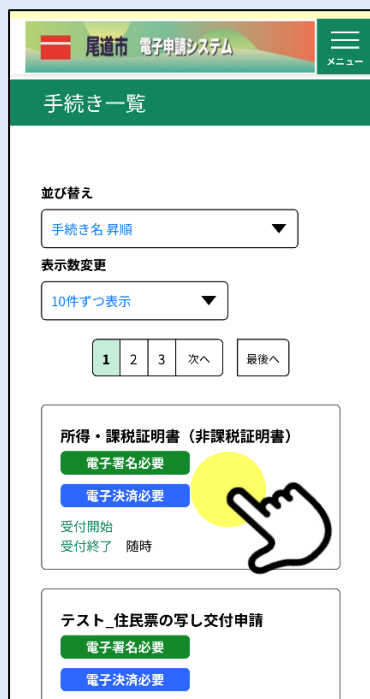 尾道市 電子申請システム
メニュー
手続き一覧
並び替え
手続き名 昇順
表示数変更
10件ずつ表示
1 2 3 次へ 最後へ
所得・課税証明書（非課税証明書）
電子署名必要
電子決済必要
受付開始
受付終了 随時
テスト_住民票の写し交付申請
電子署名必要
電子決済必要